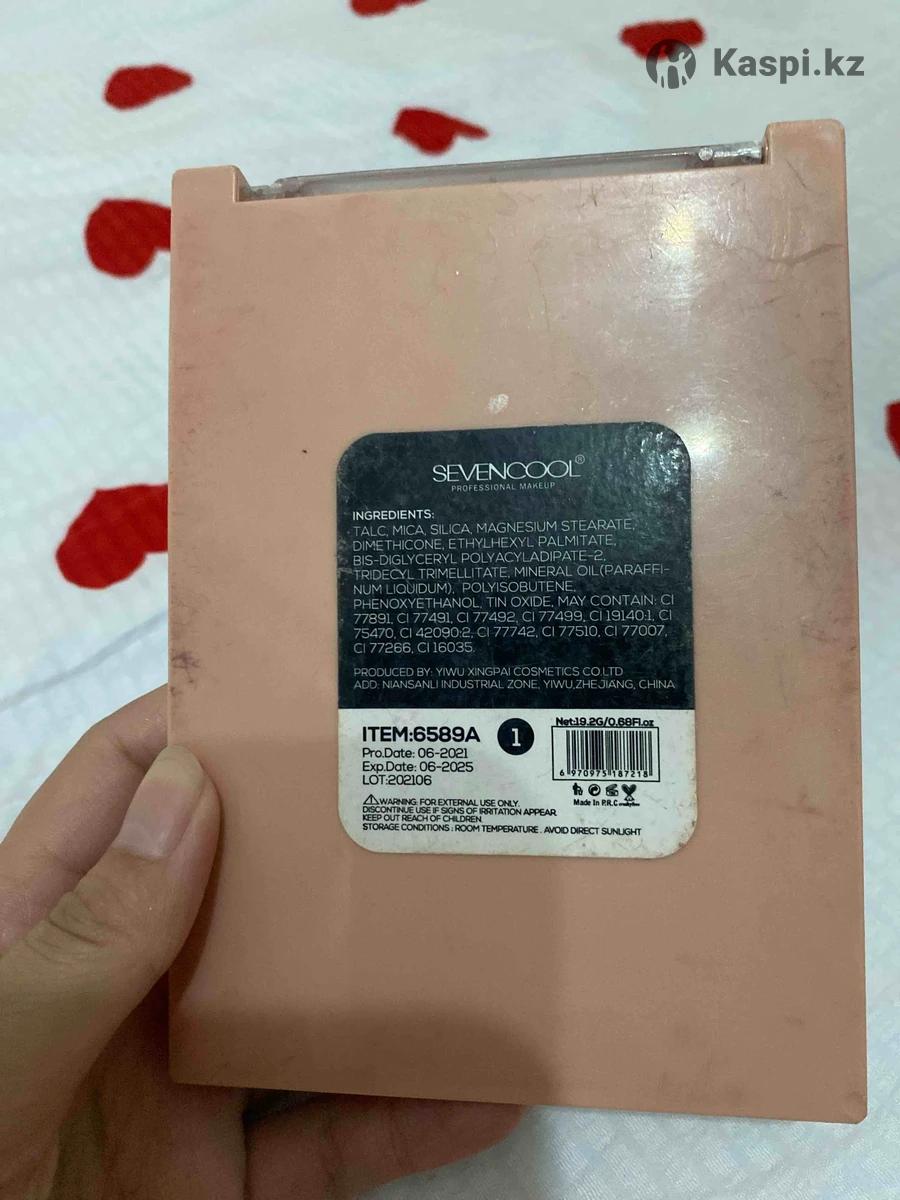 Kaspi.kz
SEVENCOOL®
PROFESSIONAL MAKEUP
INGREDIENTS:
TALC, MICA, SILICA, MAGNESIUM STEARATE,
DIMETHICONE, ETHYLHEXYL PALMITATE,
BIS-DIGLYCERYL POLYACYLADIPATE-2,
TRIDECYL TRIMELLITATE, MINERAL OIL(PARAFFI-
NUM LIQUIDUM), POLYISOBUTENE,
PHENOXYETHANOL, TIN OXIDE, MAY CONTAIN: CI
77891, CI 77491, CI 77492, CI 77499, CI 19140:1, CI
75470, CI 42090:2, CI 77742, CI 77510, CI 77007,
CI 77266, CI 16035.
PRODUCED BY: YIWU XINGPAI COSMETICS CO.LTD
ADD: NIANSANLI INDUSTRIAL ZONE, YIWU,ZHEJIANG, CHINA
ITEM:6589A
1
Net:19.2G/0.68Fl.oz
Pro.Date: 06-2021
Exp.Date: 06-2025
LOT:202106
6 970975 187218
Made In P.R.C
crueltyfree
WARNING: FOR EXTERNAL USE ONLY.
DISCONTINUE IF SIGNS OF IRRITATION APPEAR.
KEEP OUT REACH OF CHILDREN.
STORAGE CONDITIONS : ROOM TEMPERATURE . AVOID DIRECT SUNLIGHT